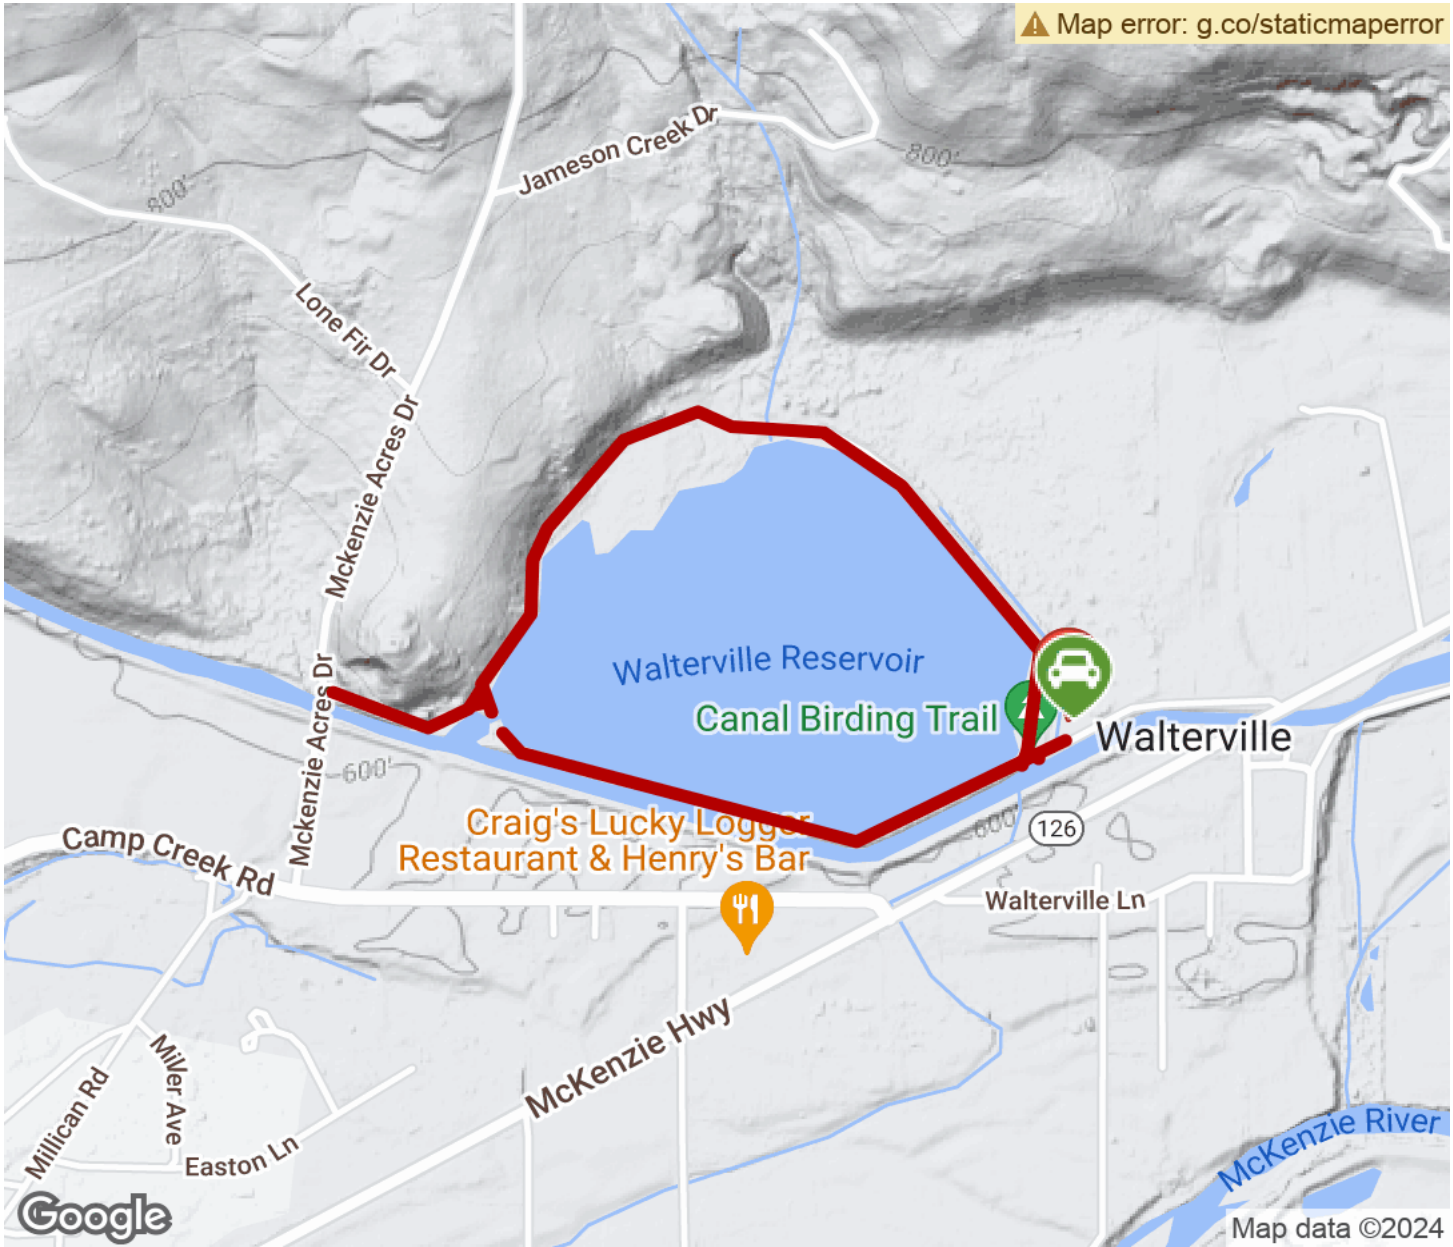 Map error: g.co/staticmaperror
Jameson Creek Dr
800'
800'
Lone Fir Dr
Mckenzie Acres Dr
Mckenzie Acres Dr
Walterville Reservoir
Canal Birding Trail
Walterville
600'
Craig's Lucky Logger
Restaurant & Henry's Bar
600'
126
Camp Creek Rd
Walterville Ln
McKenzie Hwy
Miller Ave
Millican Rd
Easton Ln
McKenzie River
Google
Map data ©2024